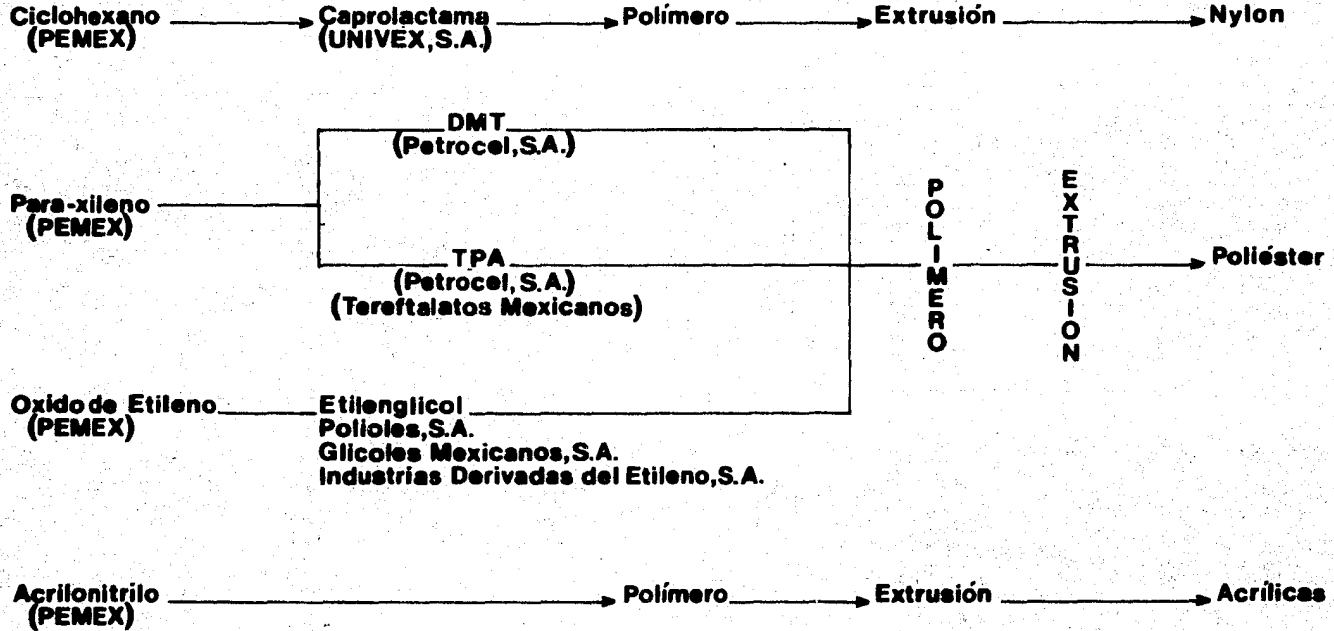 Ciclohexano Caprolactama Polímero Extrusión Nylon
(PEMEX) (UNIVEX,S.A.)
DMT
(Petrocel,S.A.)
Para-xileno
(PEMEX)
TPA
(Petrocel,S.A.)
(Tereftalatos Mexicanos)
POLIMERO
EXTRUSION
Poliéster
Oxido de Etileno Etilenglicol
(PEMEX) Polioles,S.A.
Glicoles Mexicanos,S.A.
Industrias Derivadas del Etileno,S.A.
Acrilonitrilo Polímero Extrusión Acrílicas
(PEMEX)